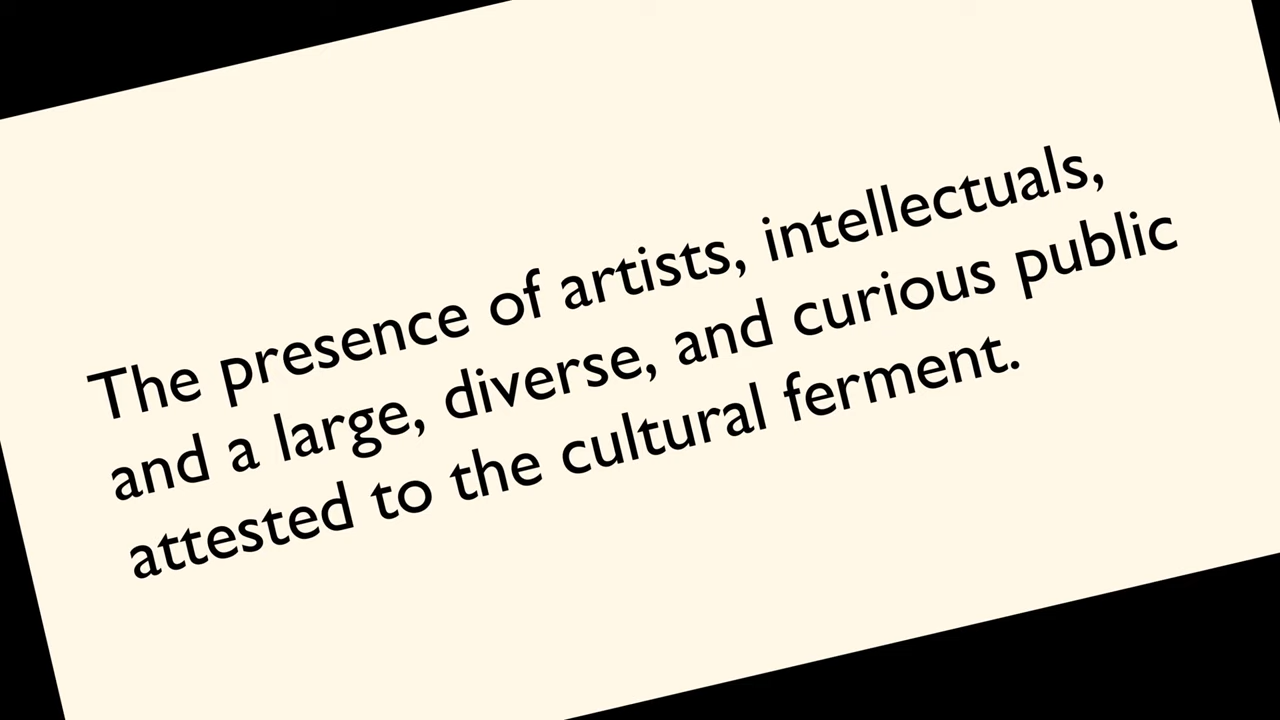 The presence of artists, intellectuals,
and a large, diverse, and curious public
attested to the cultural ferment.